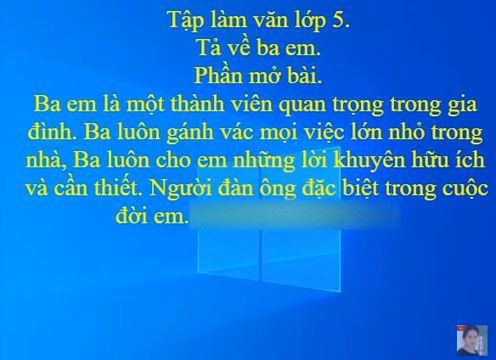 Tập làm văn lớp 5.
Tả về ba em.
Phần mở bài.
Ba em là một thành viên quan trọng trong gia
đình. Ba luôn gánh vác mọi việc lớn nhỏ trong
nhà, Ba luôn cho em những lời khuyên hữu ích
và cần thiết. Người đàn ông đặc biệt trong cuộc
đời em.